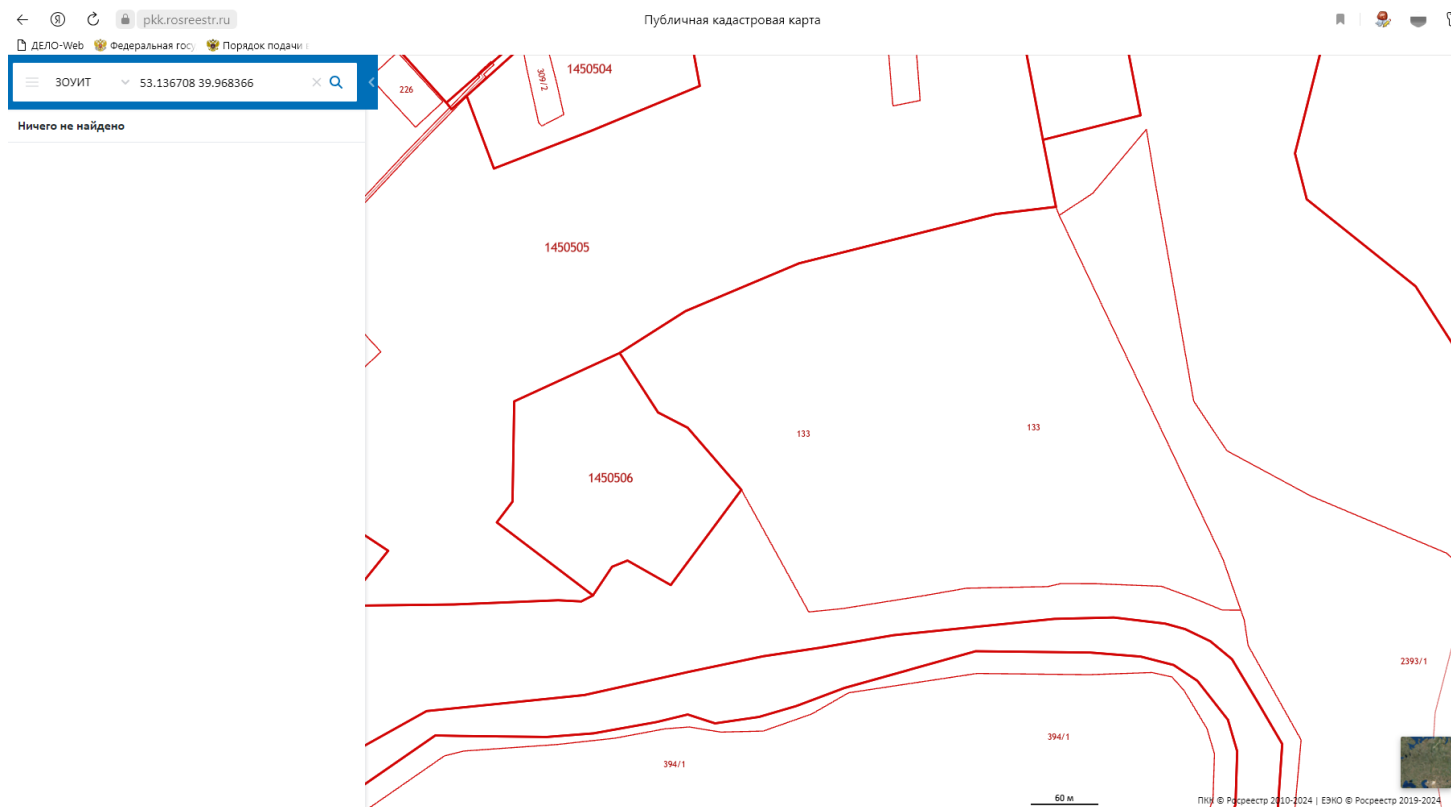 Я
pkk.rosreestr.ru
Публичная кадастровая карта
ДЕЛО-Web
Федеральная госу
Порядок подачи
ЗОУИТ
53.136708 39.968366
Ничего не найдено
226
309/2
1450504
1450505
133
133
1450506
2393/1
394/1
394/1
60 м
ПКК © Росреестр 2010-2024 | ЕЭКО © Росреестр 2019-2024